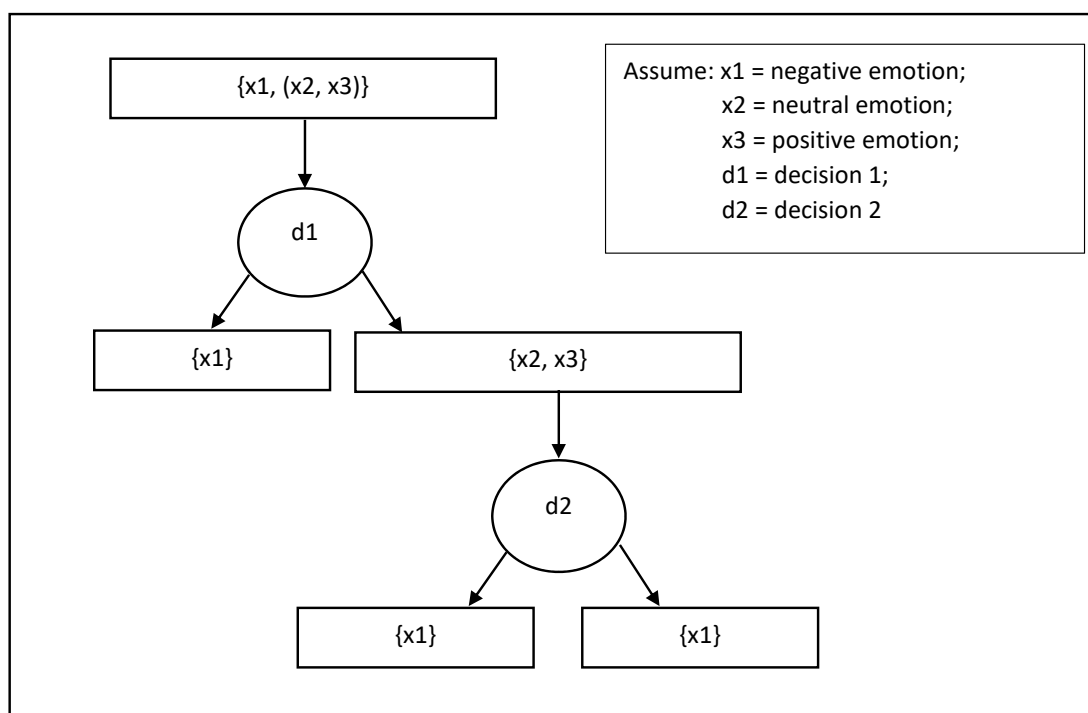 {x1, (x2, x3)}
Assume: x1 = negative emotion;
x2 = neutral emotion;
x3 = positive emotion;
d1 = decision 1;
d2 = decision 2
d1
{x1}
{x2, x3}
d2
{x1}
{x1}